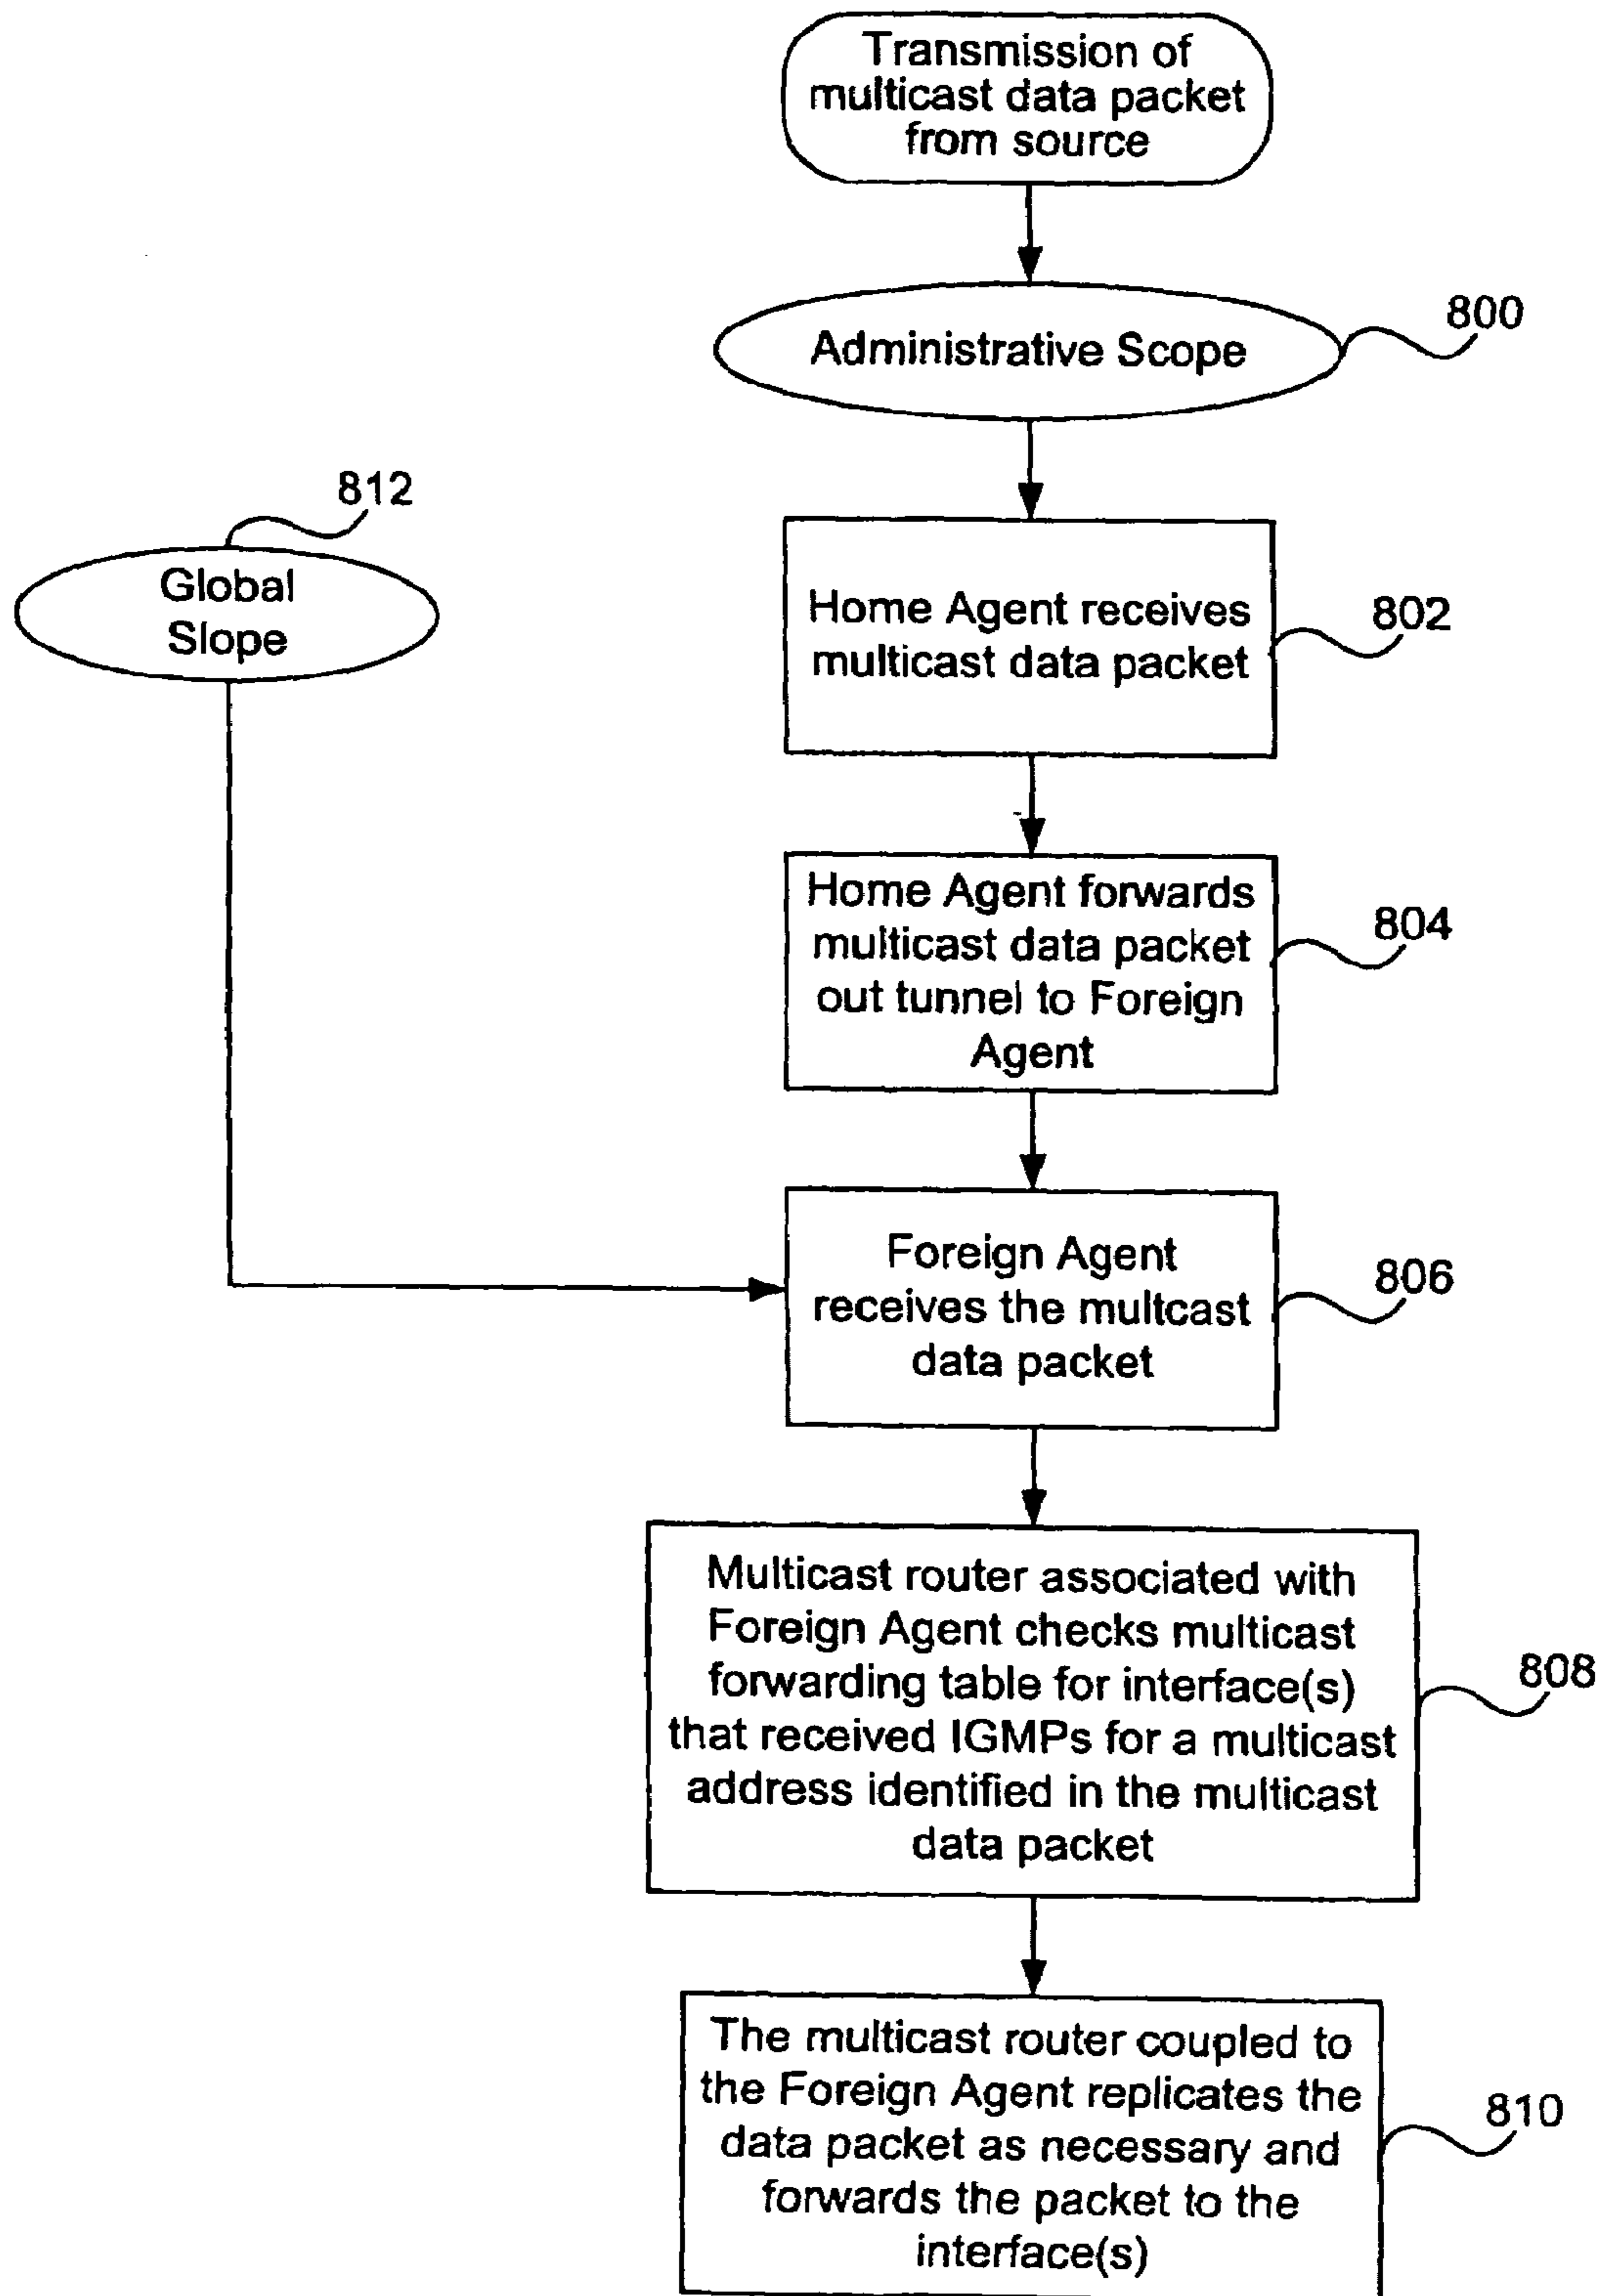 Transmission of
multicast data packet
from source
Administrative Scope
800
812
Global
Slope
Home Agent receives
multicast data packet
802
Home Agent forwards
multicast data packet
out tunnel to Foreign
Agent
804
Foreign Agent
receives the multcast
data packet
806
Multicast router associated with
Foreign Agent checks multicast
forwarding table for interface(s)
that received IGMPs for a multicast
address identified in the multicast
data packet
808
The multicast router coupled to
the Foreign Agent replicates the
data packet as necessary and
forwards the packet to the
interface(s)
810